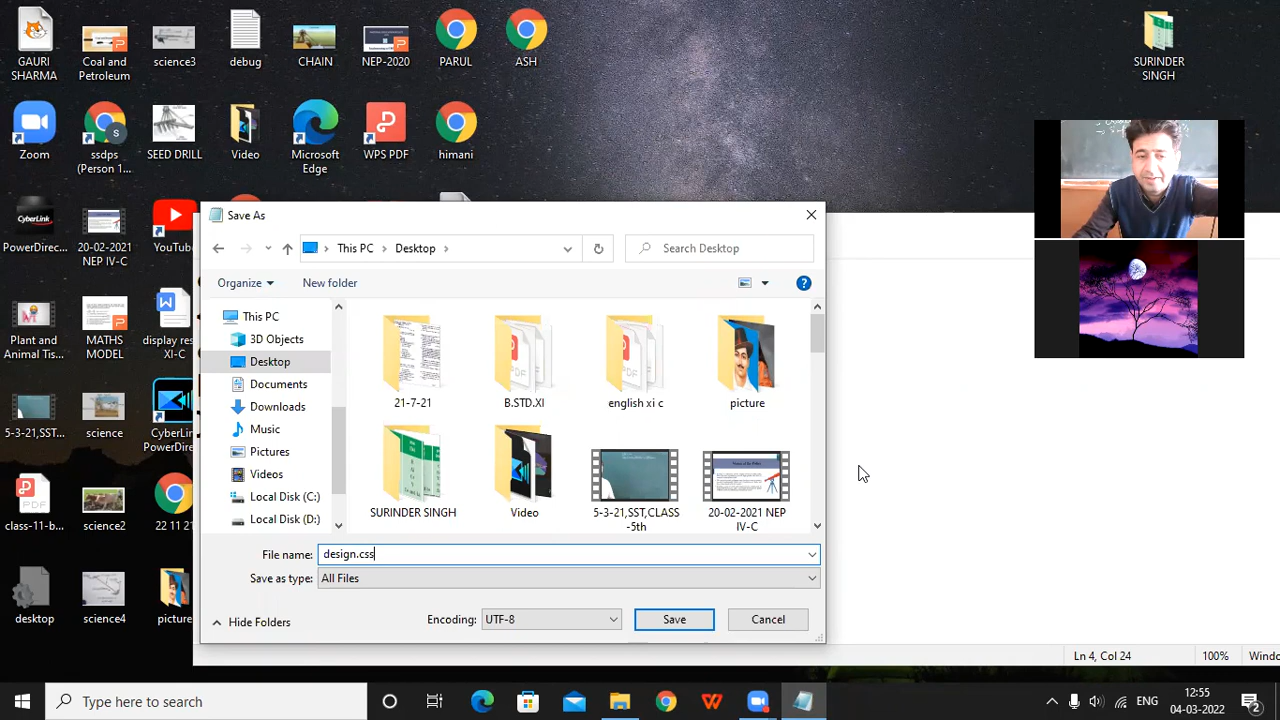 GAURI SHARMA
Coal and Petroleum
science3
debug
CHAIN
NEP-2020
PARUL
ASH
SURINDER SINGH
Zoom
ssdps (Person 1...
SEED DRILL
Video
Microsoft Edge
WPS PDF
himani
PowerDirec...
20-02-2021 NEP IV-C
YouTube
Plant and Animal Tis...
MATHS MODEL
display res
XI-C
5-3-21,SST...
science
CyberLin
PowerDirec
class-11-b...
science2
22 11 21
desktop
science4
picture
Save As
This PC
Desktop
Search Desktop
Organize
New folder
This PC
3D Objects
Desktop
Documents
Downloads
Music
Pictures
Videos
Local Disk (C:)
Local Disk (D:)
21-7-21
B.STD.XI
english xi c
picture
SURINDER SINGH
Video
5-3-21,SST,CLASS -5th
20-02-2021 NEP IV-C
File name: design.css
Save as type: All Files
Hide Folders
Encoding: UTF-8
Save
Cancel
Ln 4, Col 24
100%
Windo
Type here to search
ENG
12:55
04-03-2022
2